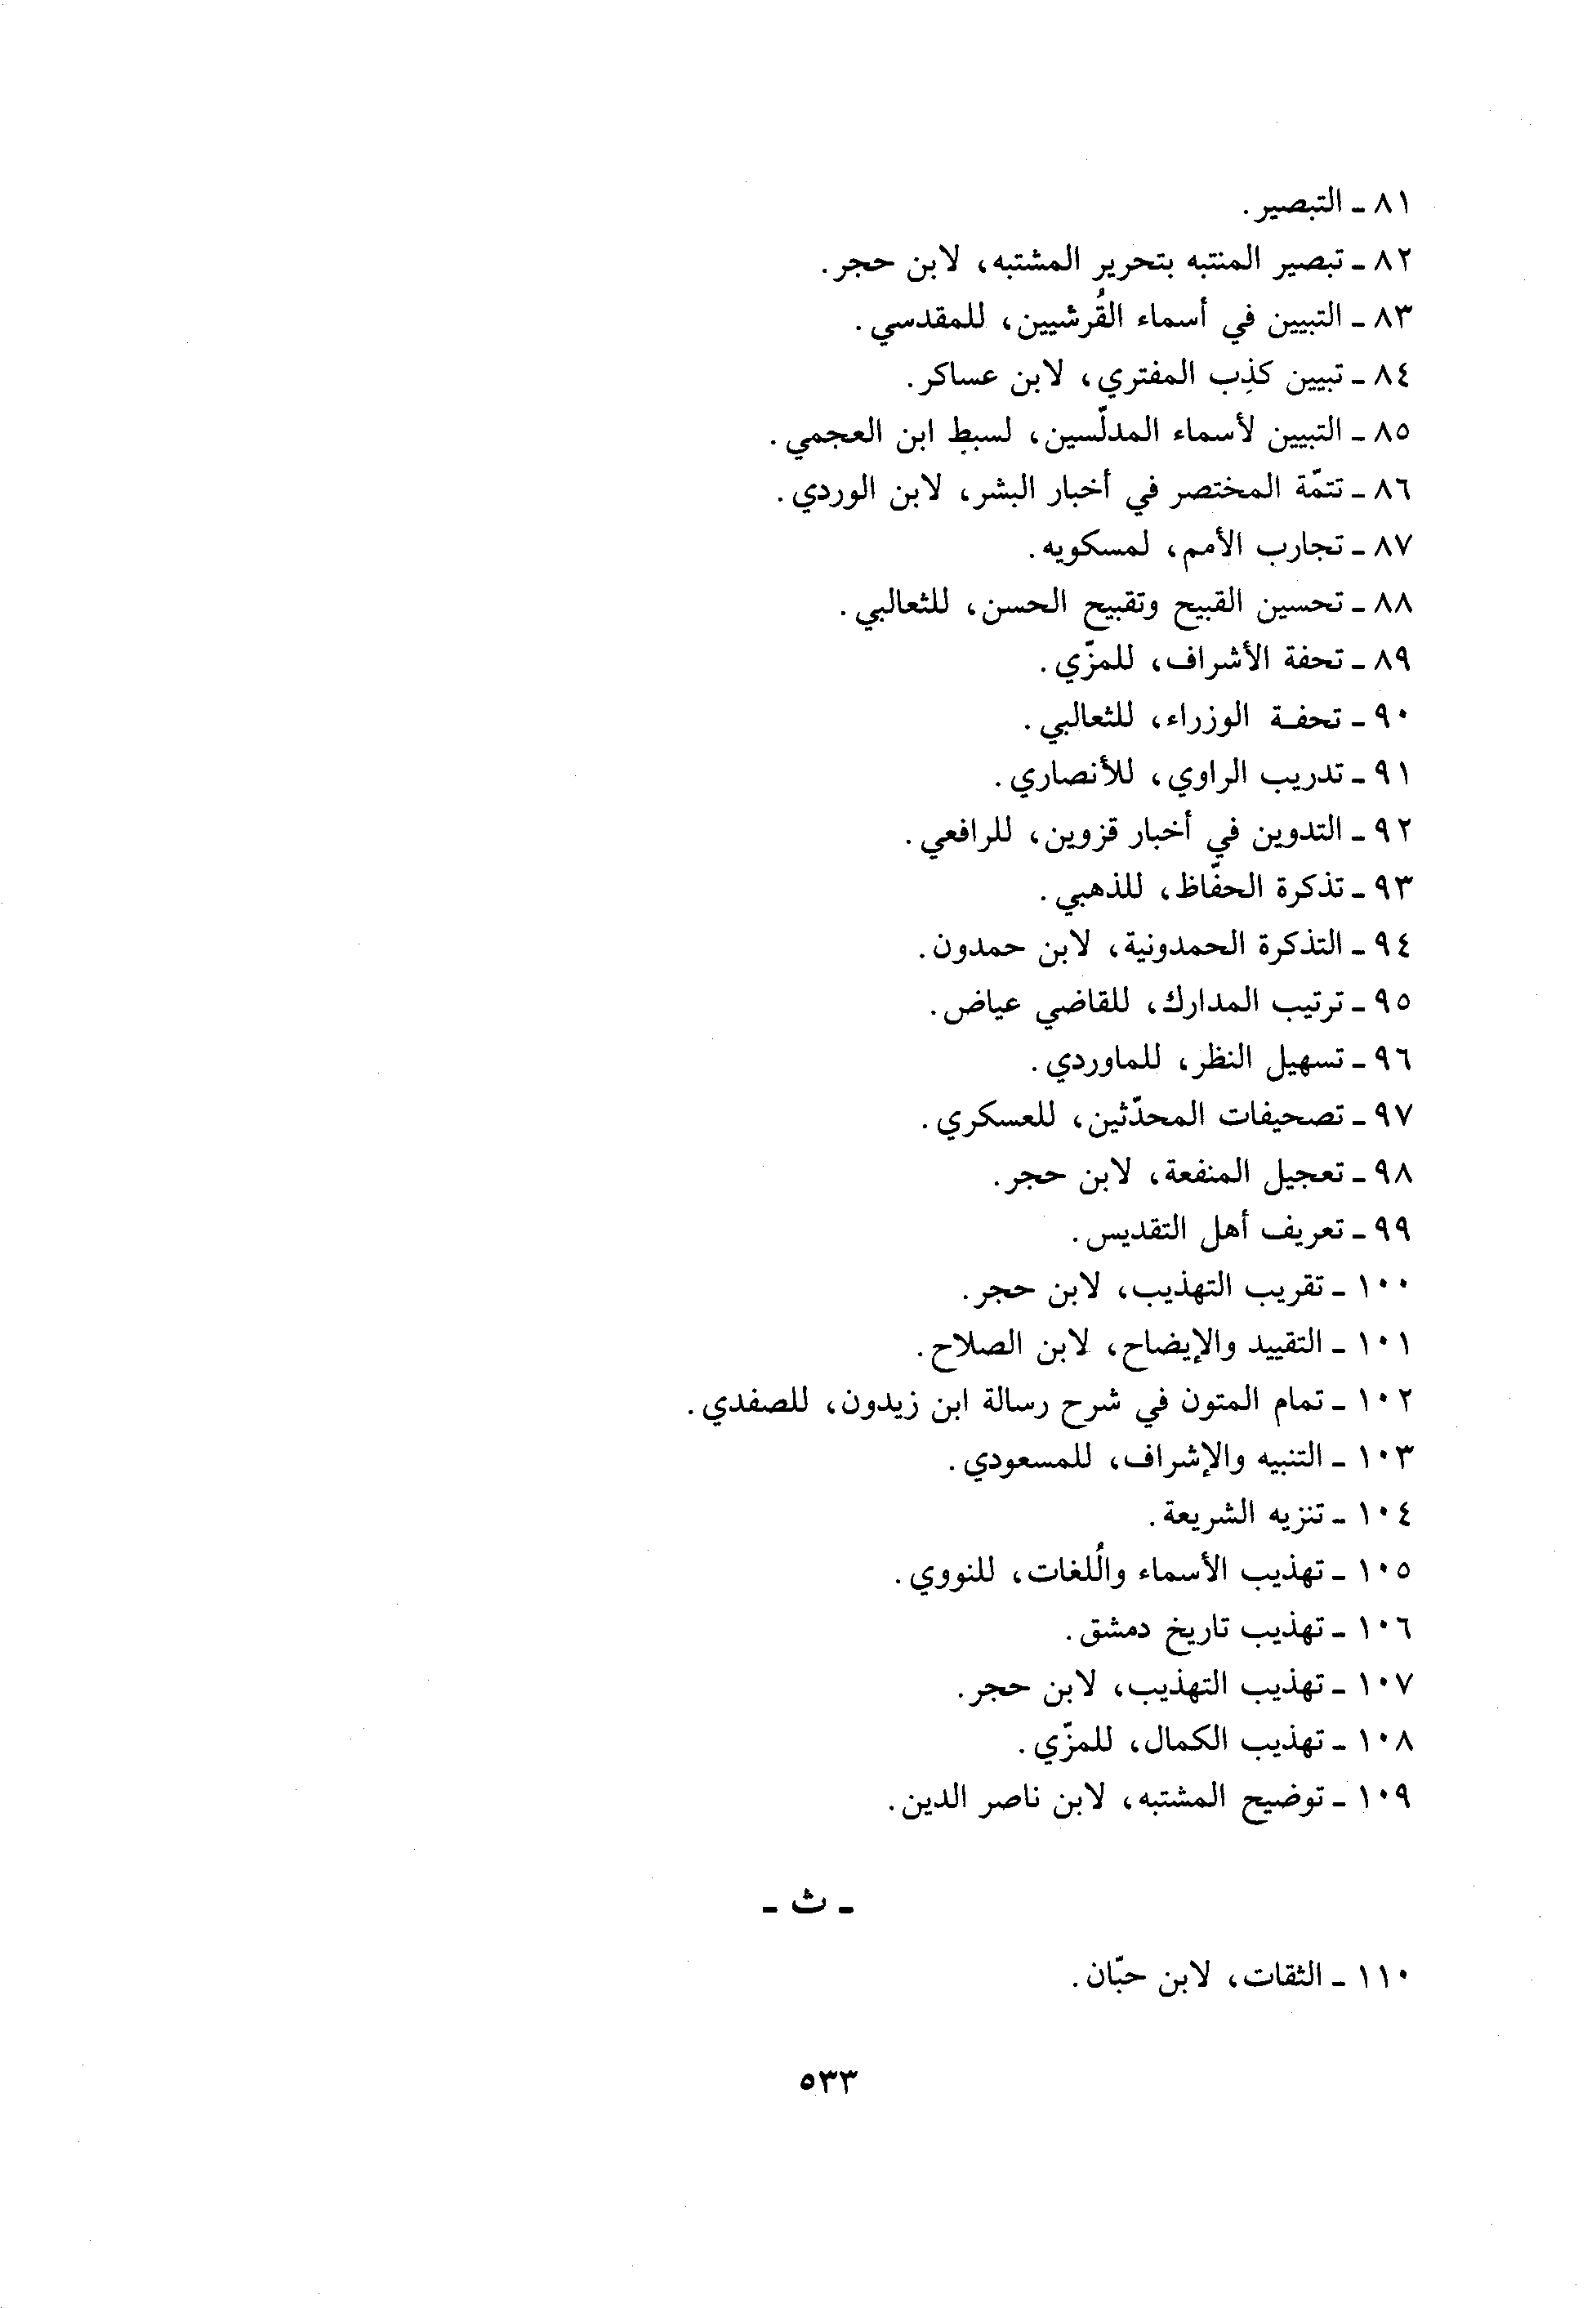 ٨١ ـ التبصير.
٨٢ ـ تبصير المنتبه بتحرير المشتبه، لابن حجر.
٨٣ ـ التبيين في أسماء القُرشيين، للمقدسي.
٨٤ ـ تبيين كذِب المفتري، لابن عساكر.
٨٥ ـ التبيين لأسماء المدلّسين، لسبط ابن العجمي.
٨٦ ـ تتمّة المختصر في أخبار البشر، لابن الوردي.
٨٧ ـ تجارب الأمم، لمسكويه.
٨٨ ـ تحسين القبيح وتقبيح الحسن، للثعالبي.
٨٩ ـ تحفة الأشراف، للمزّي.
٩٠ ـ تحفـة الوزراء، للثعالبي.
٩١ ـ تدريب الراوي، للأنصاري.
٩٢ ـ التدوين في أخبار قزوين، للرافعي.
٩٣ ـ تذكرة الحفّاظ، للذهبي.
٩٤ ـ التذكرة الحمدونية، لابن حمدون.
٩٥ ـ ترتيب المدارك، للقاضي عياض.
٩٦ ـ تسهيل النظر، للماوردي.
٩٧ ـ تصحيفات المحدّثين، للعسكري.
٩٨ ـ تعجيل المنفعة، لابن حجر.
٩٩ ـ تعريف أهل التقديس.
١٠٠ ـ تقريب التهذيب، لابن حجر.
١٠١ ـ التقييد والإيضاح، لابن الصلاح.
١٠٢ ـ تمام المتون في شرح رسالة ابن زيدون، للصفدي.
١٠٣ ـ التنبيه والإشراف، للمسعودي.
١٠٤ ـ تنزيه الشريعة.
١٠٥ ـ تهذيب الأسماء والُلغات، للنووي.
١٠٦ ـ تهذيب تاريخ دمشق.
١٠٧ ـ تهذيب التهذيب، لابن حجر.
١٠٨ ـ تهذيب الكمال، للمزّي.
١٠٩ ـ توضيح المشتبه، لابن ناصر الدين.
ـ ث ـ
١١٠ ـ الثقات، لابن حبّان.
٥٣٣